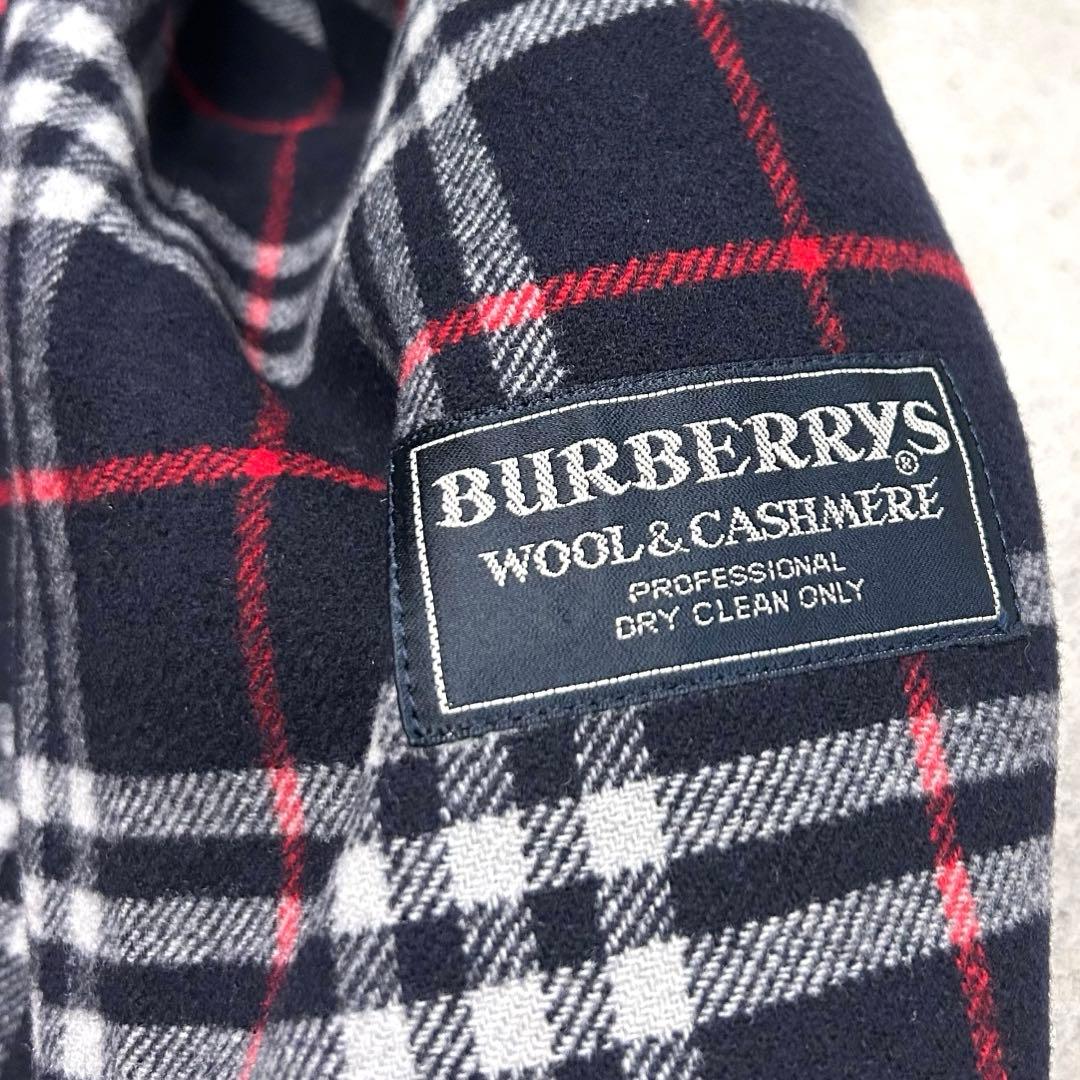 BURBERRYS®
WOOL & CASHMERE
PROFESSIONAL
DRY CLEAN ONLY